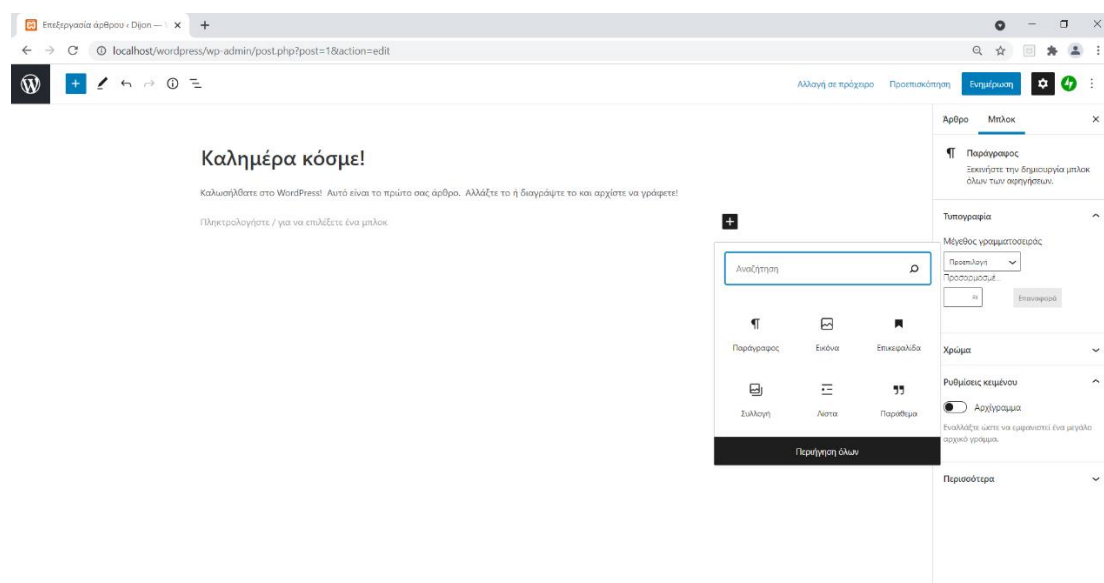 Επεξεργασία άρθρου ‹ Dijon —
localhost/wordpress/wp-admin/post.php?post=1&action=edit
Αλλαγή σε πρόχειρο Προεπισκόπηση Ενημέρωση
Άρθρο Μπλοκ
Παράγραφος
Ξεκινήστε την δημιουργία μπλοκ
όλων των αφηγήσεων.
Καλημέρα κόσμε!
Καλωσήλθατε στο WordPress! Αυτό είναι το πρώτο σας άρθρο. Αλλάξτε το ή διαγράψτε το και αρχίστε να γράφετε!
Πληκτρολογήστε / για να επιλέξετε ένα μπλοκ
Αναζήτηση
Παράγραφος Εικόνα Επικεφαλίδα
Συλλογή Λίστα Παράθεμα
Περιήγηση όλων
Τυπογραφία
Μέγεθος γραμματοσειράς
Προεπιλογή
Προσαρμοσμέ
Επαναφορά
Χρώμα
Ρυθμίσεις κειμένου
Αρχίγραμμα
Εναλλάξτε ώστε να εμφανιστεί ένα μεγάλο
αρχικό γράμμα.
Περισσότερα